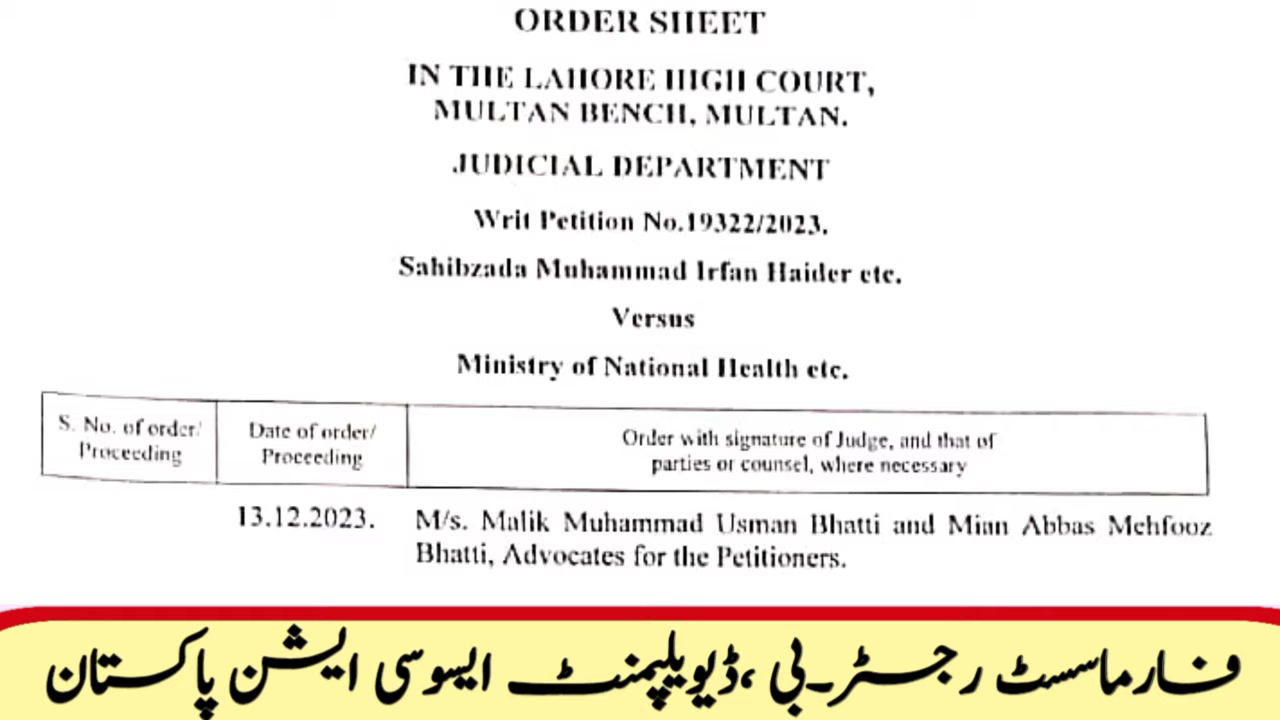 ORDER SHEET
IN THE LAHORE HIGH COURT,
MULTAN BENCH, MULTAN.
JUDICIAL DEPARTMENT
Writ Petition No.19322/2023.
Sahibzada Muhammad Irfan Haider etc.
Versus
Ministry of National Health etc.
S. No. of order/
Proceeding
Date of order/
Proceeding
Order with signature of Judge, and that of
parties or counsel, where necessary
13.12.2023.
M/s. Malik Muhammad Usman Bhatti and Mian Abbas Mehfooz
Bhatti, Advocates for the Petitioners.
فارماسسٹ رجسٹر۔بی ،ڈیویلپمنٹ ایسوسی ایشن پاکستان